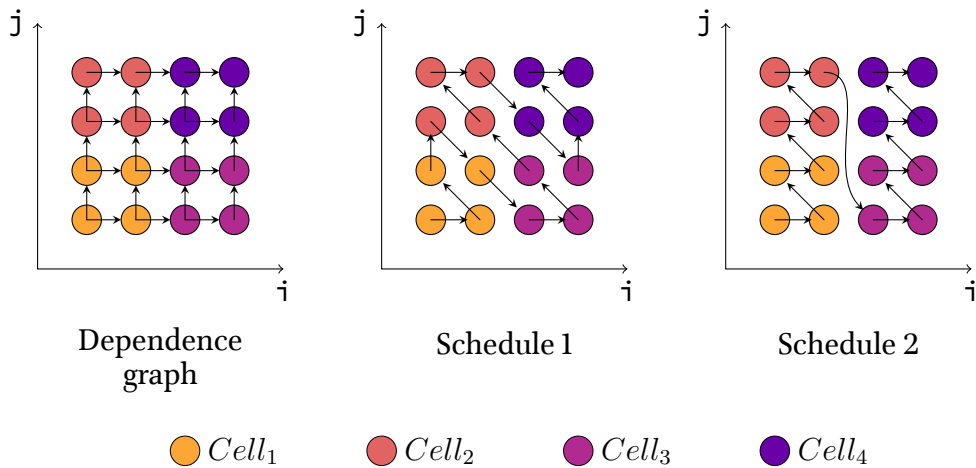 j
j
j
i
i
i
Dependence
graph
Schedule 1
Schedule 2
Cell₁
Cell₂
Cell₃
Cell₄